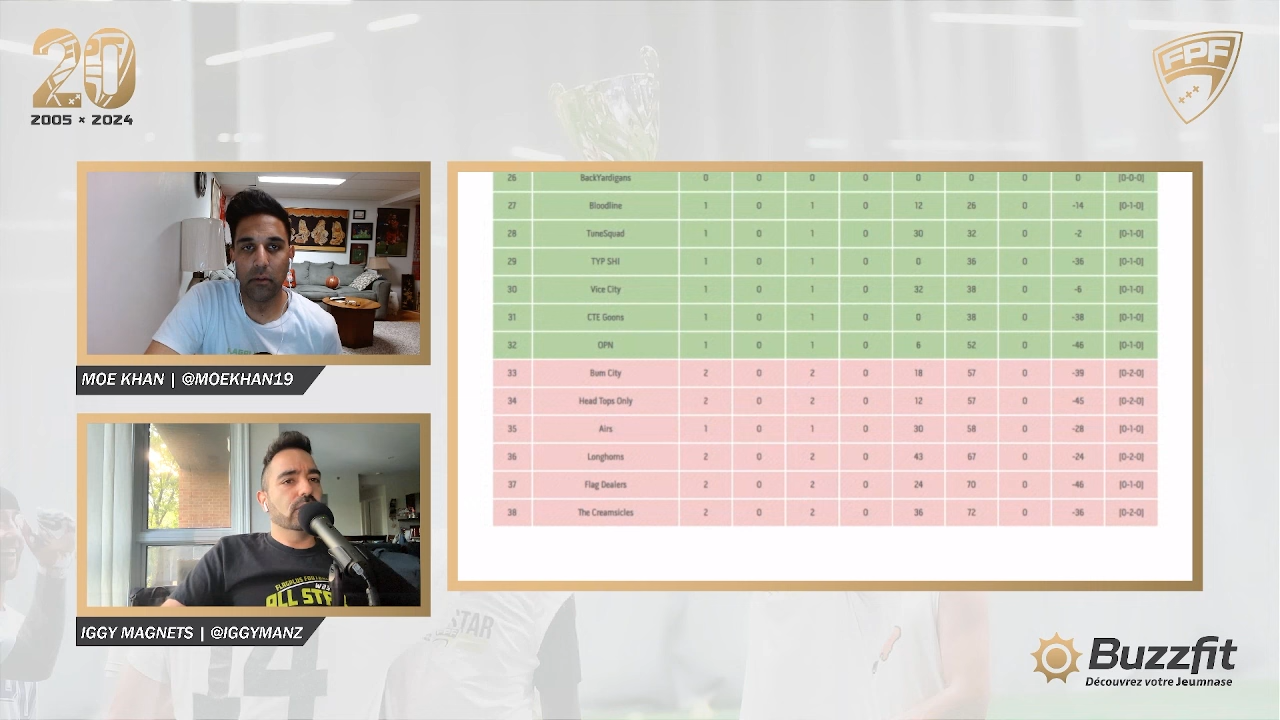 20
2005 × 2024
FPF
26 BackYardigans 0 0 0 0 0 0 0 0 [0-0-0]
27 Bloodline 1 0 1 0 12 26 0 -14 [0-1-0]
28 TuneSquad 1 0 1 0 30 32 0 -2 [0-1-0]
29 TYP SHI 1 0 1 0 0 36 0 -36 [0-1-0]
30 Vice City 1 0 1 0 32 38 0 -6 [0-1-0]
31 CTE Goons 1 0 1 0 0 38 0 -38 [0-1-0]
32 OPN 1 0 1 0 6 52 0 -46 [0-1-0]
33 Bum City 2 0 2 0 18 57 0 -39 [0-2-0]
34 Head Tops Only 2 0 2 0 12 57 0 -45 [0-2-0]
35 Airs 1 0 1 0 30 58 0 -28 [0-1-0]
36 Longhorns 2 0 2 0 43 67 0 -24 [0-2-0]
37 Flag Dealers 2 0 2 0 24 70 0 -46 [0-1-0]
38 The Creamsicles 2 0 2 0 36 72 0 -36 [0-2-0]
MOE KHAN | @MOEKHAN19
FLAGPLUS
ALL ST
IGGY MAGNETS | @IGGYMANZ
STAR
14
Buzzfit
Découvrez votre Jeumnase